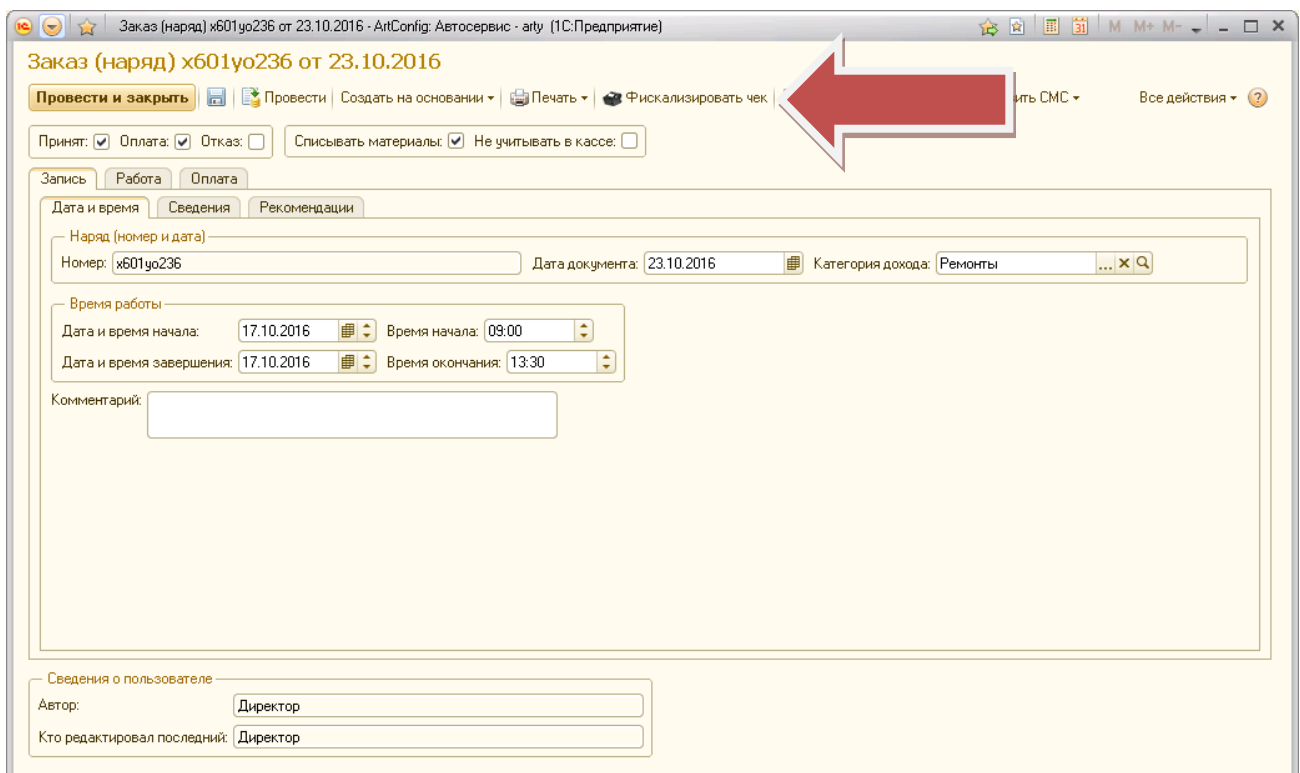 Заказ (наряд) х601уо236 от 23.10.2016 - ArtConfig: Автосервис - arty (1С:Предприятие)
M M+ M-
Заказ (наряд) х601уо236 от 23.10.2016
Провести и закрыть Провести Создать на основании Печать Фискализировать чек СМС Все действия
Принят: Оплата: Отказ: Списывать материалы: Не учитывать в кассе:
Запись Работа Оплата
Дата и время Сведения Рекомендации
Наряд (номер и дата)
Номер: х601уо236 Дата документа: 23.10.2016 Категория дохода: Ремонты ...
Время работы
Дата и время начала: 17.10.2016 Время начала: 09:00
Дата и время завершения: 17.10.2016 Время окончания: 13:30
Комментарий:
Сведения о пользователе
Автор: Директор
Кто редактировал последний: Директор